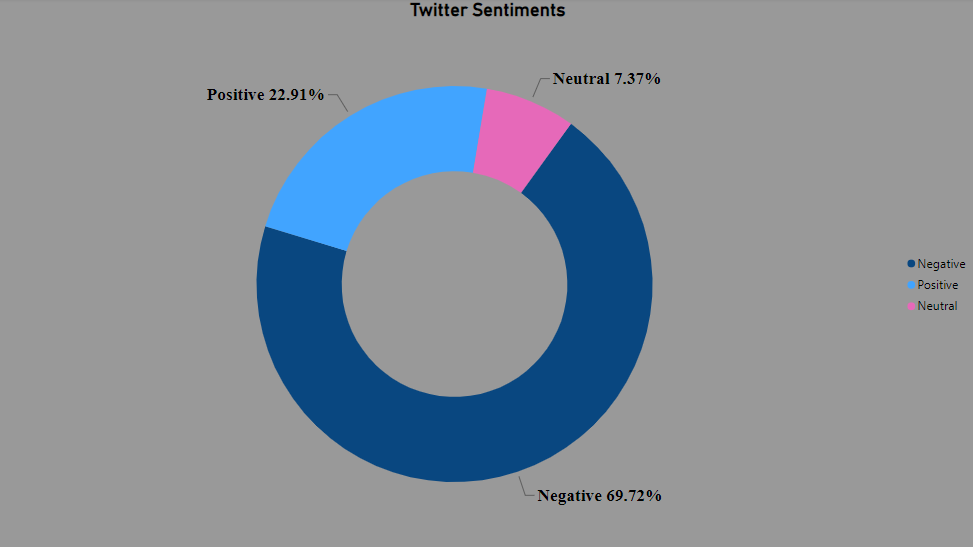 Twitter Sentiments
Neutral 7.37%
Positive 22.91%
Negative 69.72%
Negative
Positive
Neutral